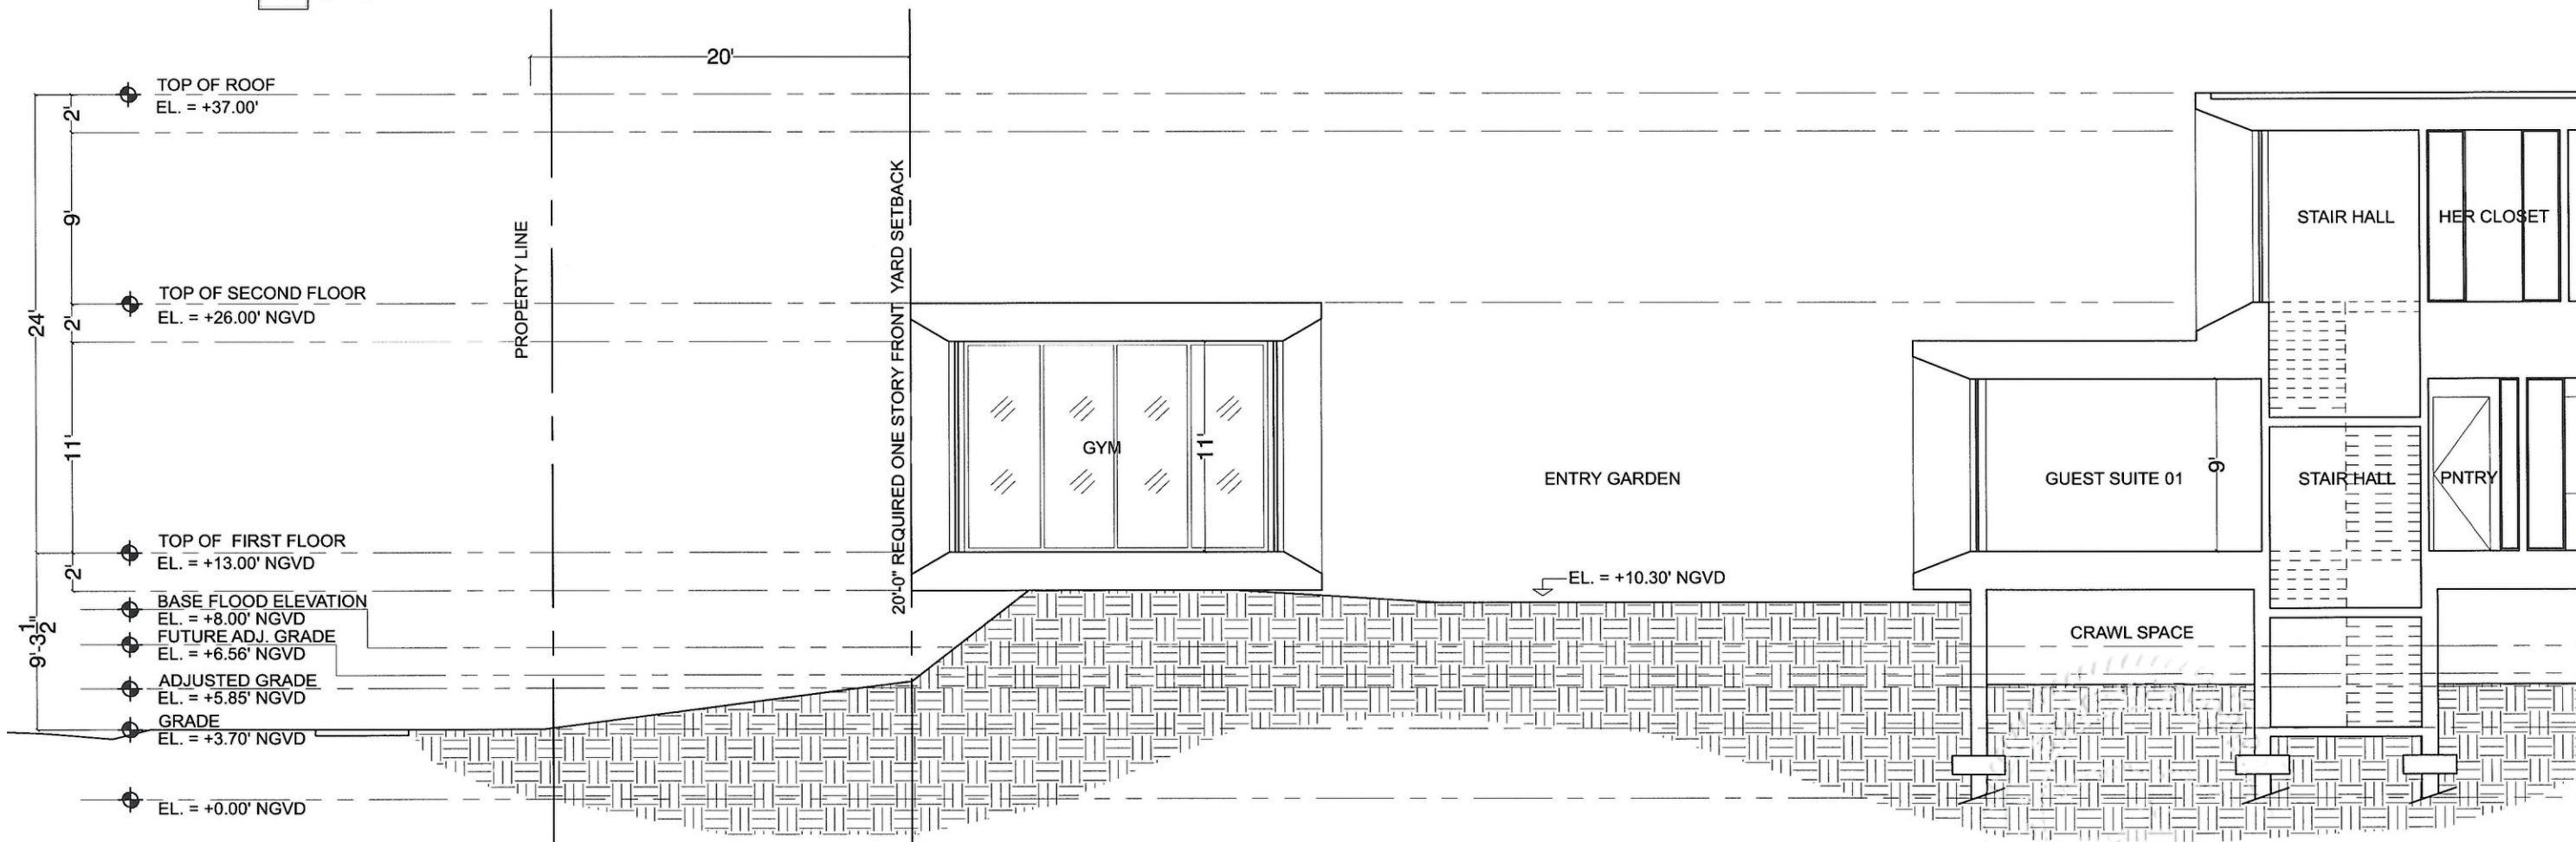 20'
TOP OF ROOF
EL. = +37.00'
2'
9'
TOP OF SECOND FLOOR
EL. = +26.00' NGVD
24'
2'
11'
TOP OF  FIRST FLOOR
EL. = +13.00' NGVD
2'
BASE FLOOD ELEVATION
EL. = +8.00' NGVD
FUTURE ADJ. GRADE
EL. = +6.56' NGVD
9'-3 1/2
ADJUSTED GRADE
EL. = +5.85' NGVD
GRADE
EL. = +3.70' NGVD
EL. = +0.00' NGVD
PROPERTY LINE
20'-0" REQUIRED ONE STORY FRONT  YARD SETBACK
GYM
11'
ENTRY GARDEN
EL. = +10.30' NGVD
STAIR HALL
HER CLOSET
GUEST SUITE 01
9'
STAIR HALL
PNTRY
CRAWL SPACE